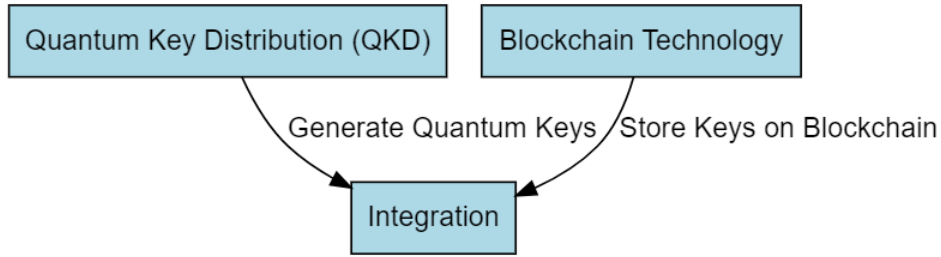 Quantum Key Distribution (QKD)
Blockchain Technology
Generate Quantum Keys
Store Keys on Blockchain
Integration